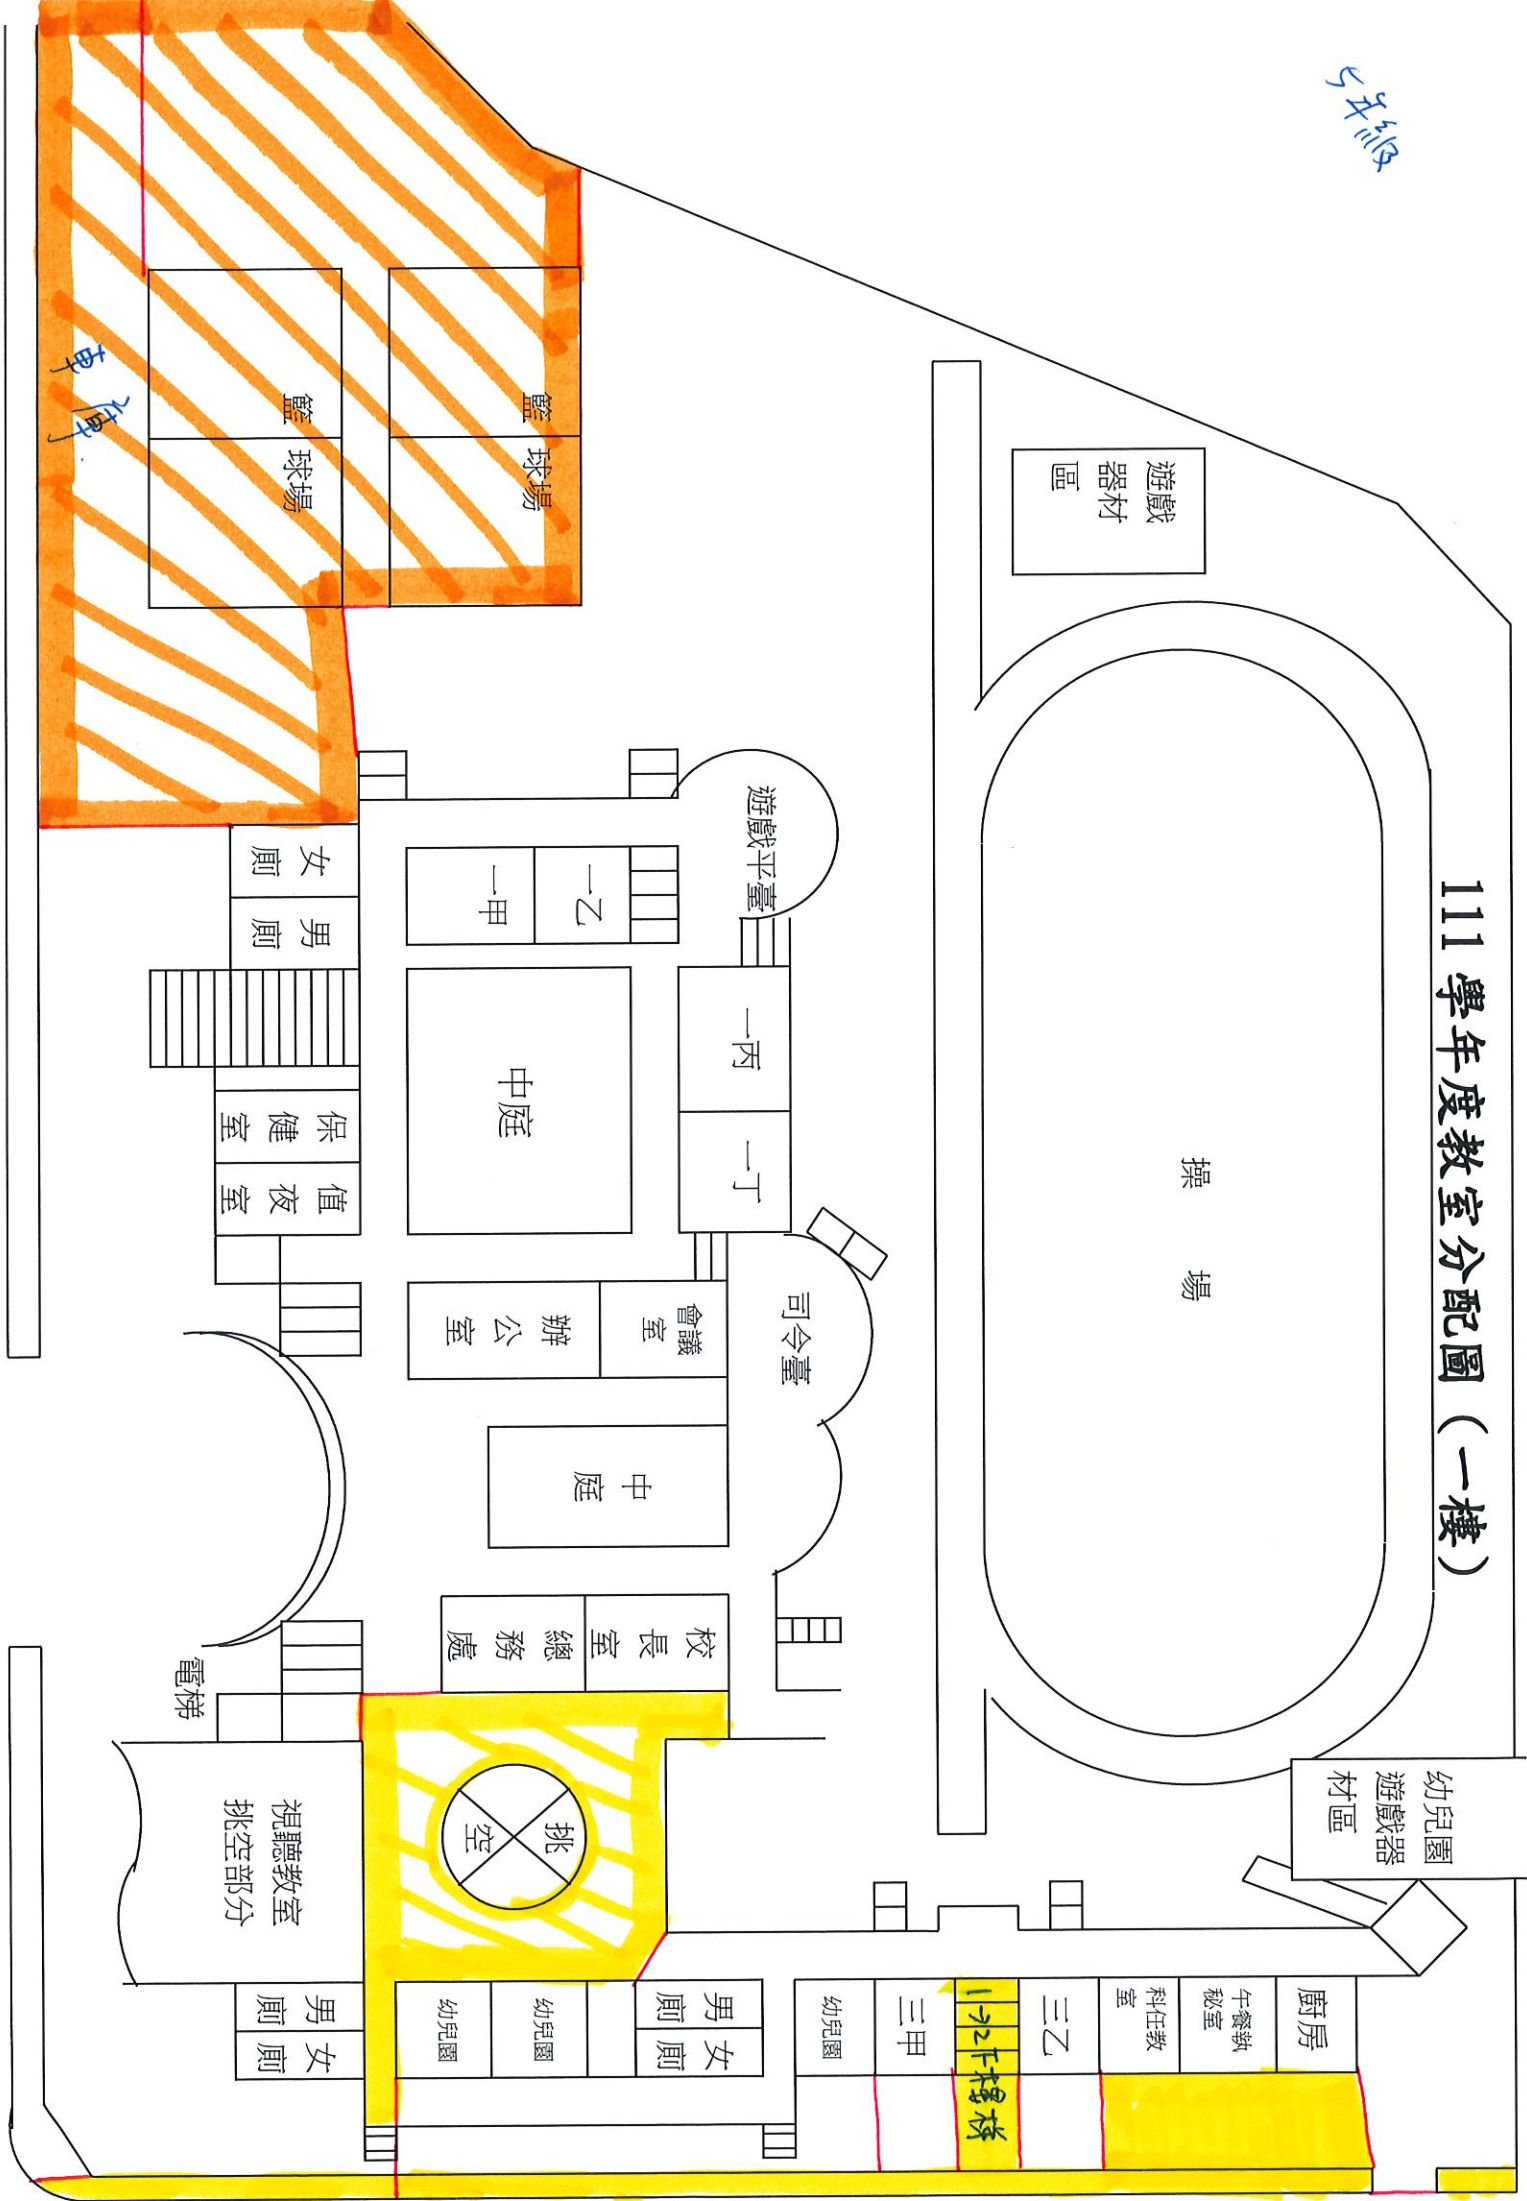 5年級
111 學年度教室分配圖（一樓）
遊戲
器材
區
操場
幼兒園
遊戲器
材區
籃球場
籃球場
車庫
遊戲平臺
一乙
一甲
女廁
男廁
一丙
一丁
中庭
保健室
值夜室
司令臺
會議室
辦公室
中庭
校長室
總務處
電梯
挑空
視聽教室
挑空部分
廚房
午餐執
秘室
科任教
室
三乙
1→2F樓梯
三甲
幼兒園
男廁
女廁
幼兒園
幼兒園
男廁
女廁